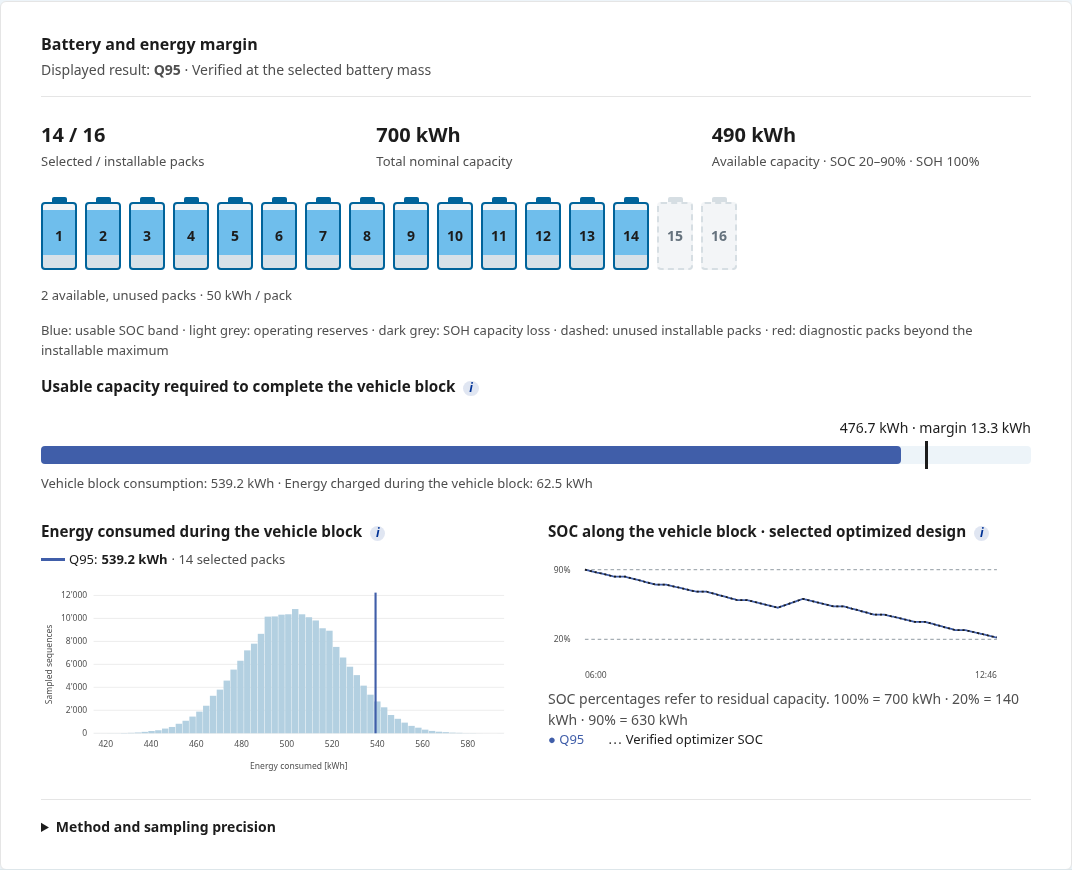 Battery and energy margin
Displayed result: Q95 · Verified at the selected battery mass
14 / 16
Selected / installable packs
700 kWh
Total nominal capacity
490 kWh
Available capacity · SOC 20–90% · SOH 100%
1 2 3 4 5 6 7 8 9 10 11 12 13 14 15 16
2 available, unused packs · 50 kWh / pack
Blue: usable SOC band · light grey: operating reserves · dark grey: SOH capacity loss · dashed: unused installable packs · red: diagnostic packs beyond the
installable maximum
Usable capacity required to complete the vehicle block i
476.7 kWh · margin 13.3 kWh
Vehicle block consumption: 539.2 kWh · Energy charged during the vehicle block: 62.5 kWh
Energy consumed during the vehicle block i
Q95: 539.2 kWh · 14 selected packs
Sampled sequences
12'000
10'000
8'000
6'000
4'000
2'000
0
420 440 460 480 500 520 540 560 580
Energy consumed [kWh]
SOC along the vehicle block · selected optimized design i
90%
20%
06:00 12:46
SOC percentages refer to residual capacity. 100% = 700 kWh · 20% = 140
kWh · 90% = 630 kWh
● Q95 ... Verified optimizer SOC
▶ Method and sampling precision